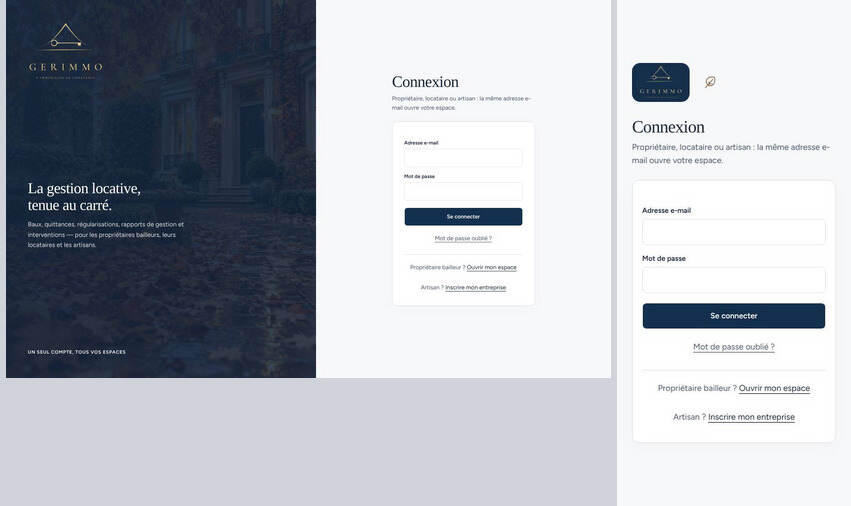 GERIMMO
La gestion locative,
tenue au carré.
Baux, quittances, régularisations, rapports de gestion et
interventions — pour les propriétaires bailleurs, leurs
locataires et les artisans.
UN SEUL COMPTE, TOUS VOS ESPACES
Connexion
Propriétaire, locataire ou artisan : la même adresse e-
mail ouvre votre espace.
Adresse e-mail
Mot de passe
Se connecter
Mot de passe oublié ?
Propriétaire bailleur ? Ouvrir mon espace
Artisan ? Inscrire mon entreprise
GERIMMO
Connexion
Propriétaire, locataire ou artisan : la même adresse e-
mail ouvre votre espace.
Adresse e-mail
Mot de passe
Se connecter
Mot de passe oublié ?
Propriétaire bailleur ? Ouvrir mon espace
Artisan ? Inscrire mon entreprise